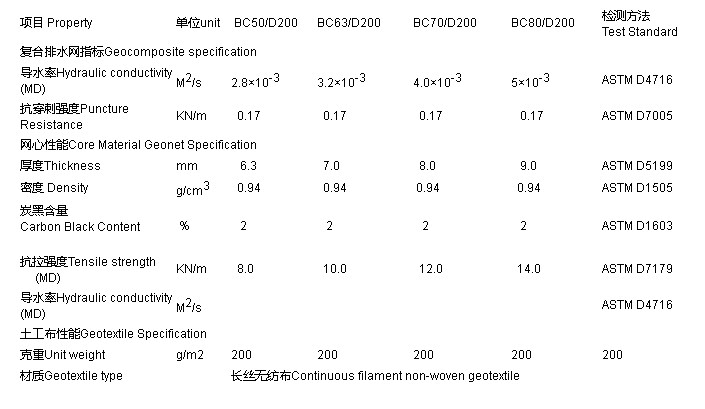 项目 Property 单位unit BC50/D200 BC63/D200 BC70/D200 BC80/D200 检测方法 Test Standard
复合排水网指标Geocomposite specification
导水率Hydraulic conductivity (MD) M²/s 2.8×10⁻³ 3.2×10⁻³ 4.0×10⁻³ 5×10⁻³ ASTM D4716
抗穿刺强度Puncture Resistance KN/m 0.17 0.17 0.17 0.17 ASTM D7005
网心性能Core Material Geonet Specification
厚度Thickness mm 6.3 7.0 8.0 9.0 ASTM D5199
密度 Density g/cm³ 0.94 0.94 0.94 0.94 ASTM D1505
炭黑含量
Carbon Black Content % 2 2 2 2 ASTM D1603
抗拉强度Tensile strength (MD) KN/m 8.0 10.0 12.0 14.0 ASTM D7179
导水率Hydraulic conductivity (MD) M²/s ASTM D4716
土工布性能Geotextile Specification
克重Unit weight g/m2 200 200 200 200 200
材质Geotextile type 长丝无纺布Continuous filament non-woven geotextile